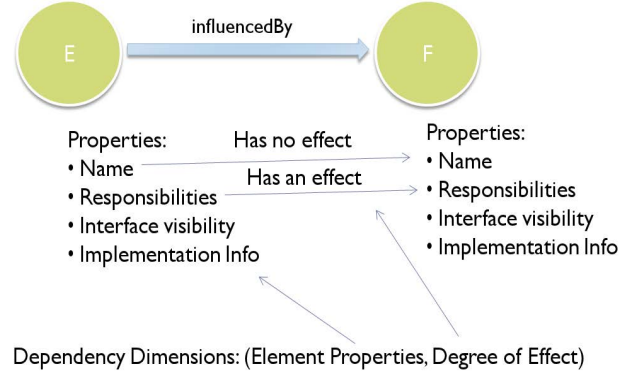 influencedBy
E
F
Properties:
• Name
• Responsibilities
• Interface visibility
• Implementation Info
Has no effect
Has an effect
Properties:
• Name
• Responsibilities
• Interface visibility
• Implementation Info
Dependency Dimensions: (Element Properties, Degree of Effect)